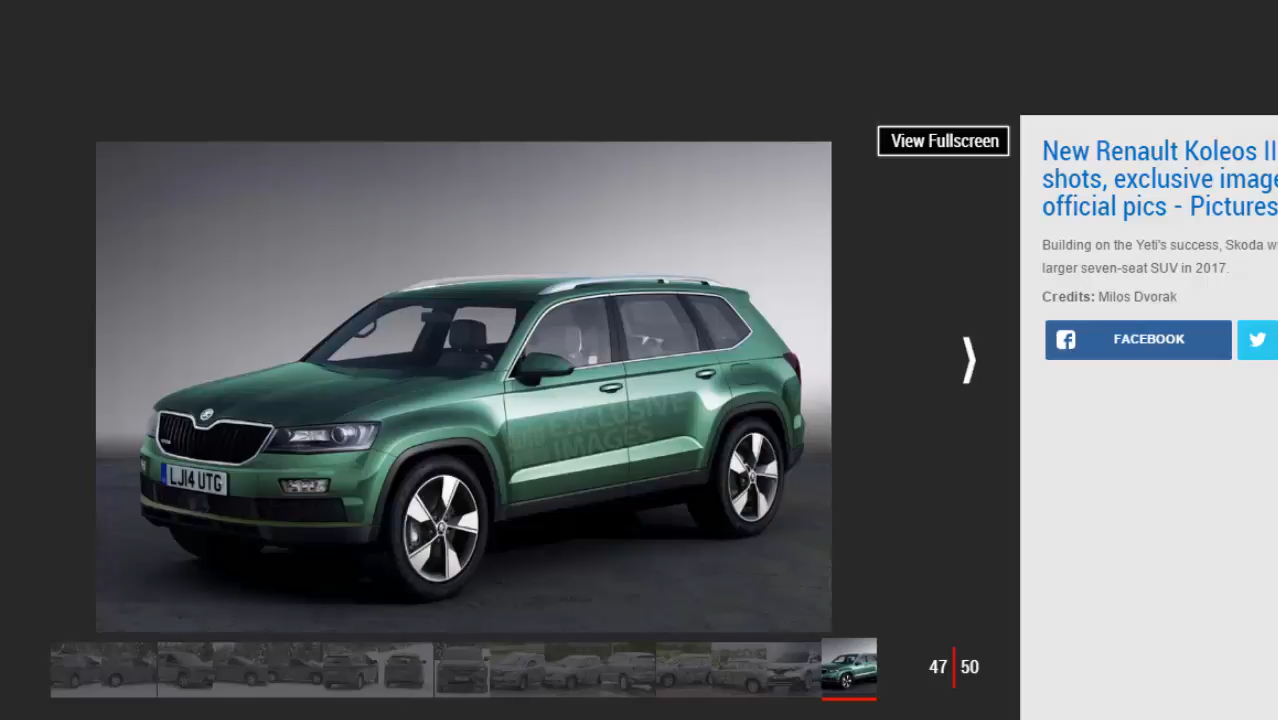 View Fullscreen
New Renault Koleos II
shots, exclusive image
official pics - Pictures
Building on the Yeti's success, Skoda w
larger seven-seat SUV in 2017.
Credits: Milos Dvorak
FACEBOOK
EXCLUSIVE
IMAGES
LJ14 UTG
47 50